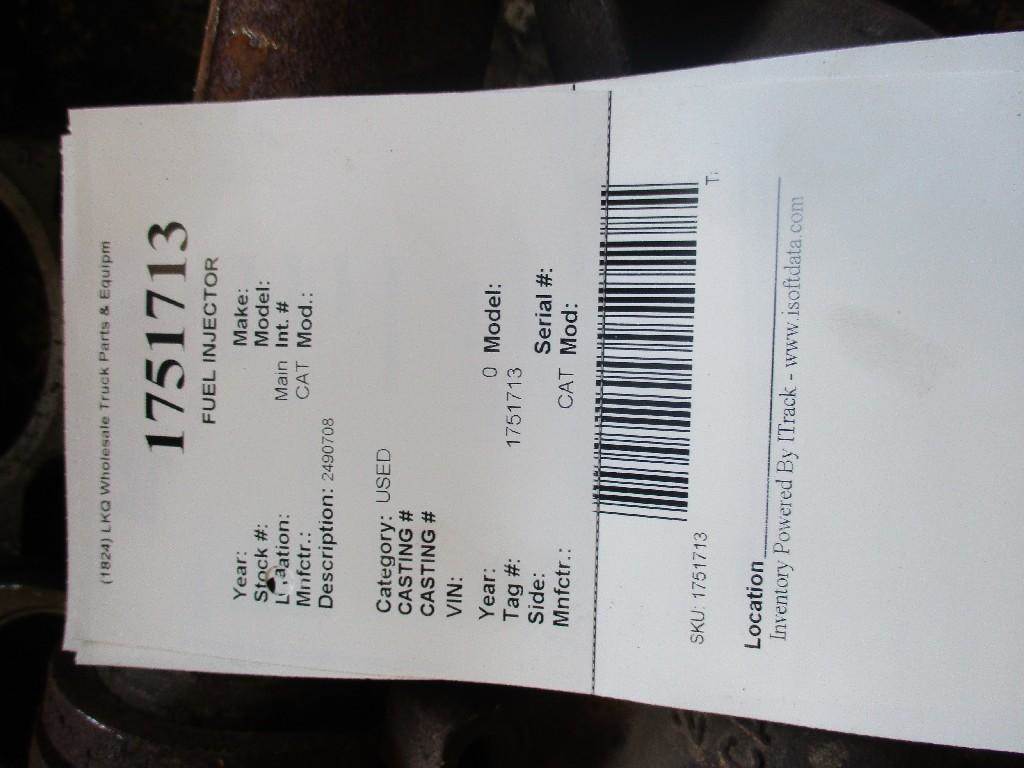 (1824) LKQ Wholesale Truck Parts & Equipm
1751713
FUEL INJECTOR
Year: Make:
Stock #: Model:
Location: Main Int. #
Mnfctr.: CAT Mod.:
Description: 2490708
Category: USED
CASTING #
CASTING #
VIN:
Year: 0 Model:
Tag #: 1751713
Side: Serial #:
Mnfctr.: CAT Mod:
SKU: 1751713 T:
Location
Inventory Powered By ITrack - www.isoftdata.com